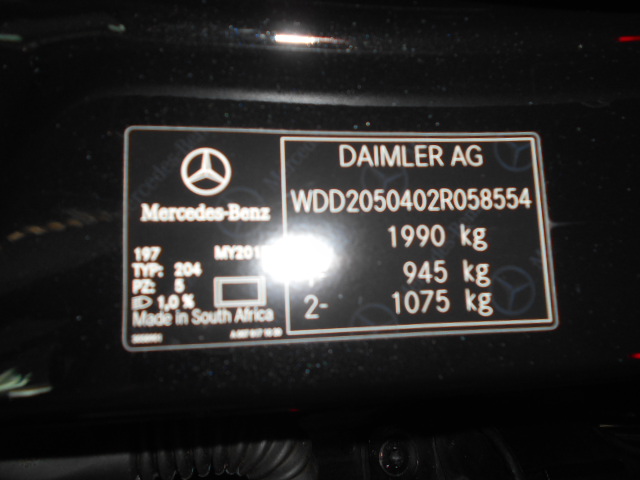 Mercedes-Benz
197
TYP: 204
PZ: 5
1,0 %
Made in South Africa
DAIMLER AG
WDD2050402R058554
1990 kg
945 kg
2- 1075 kg